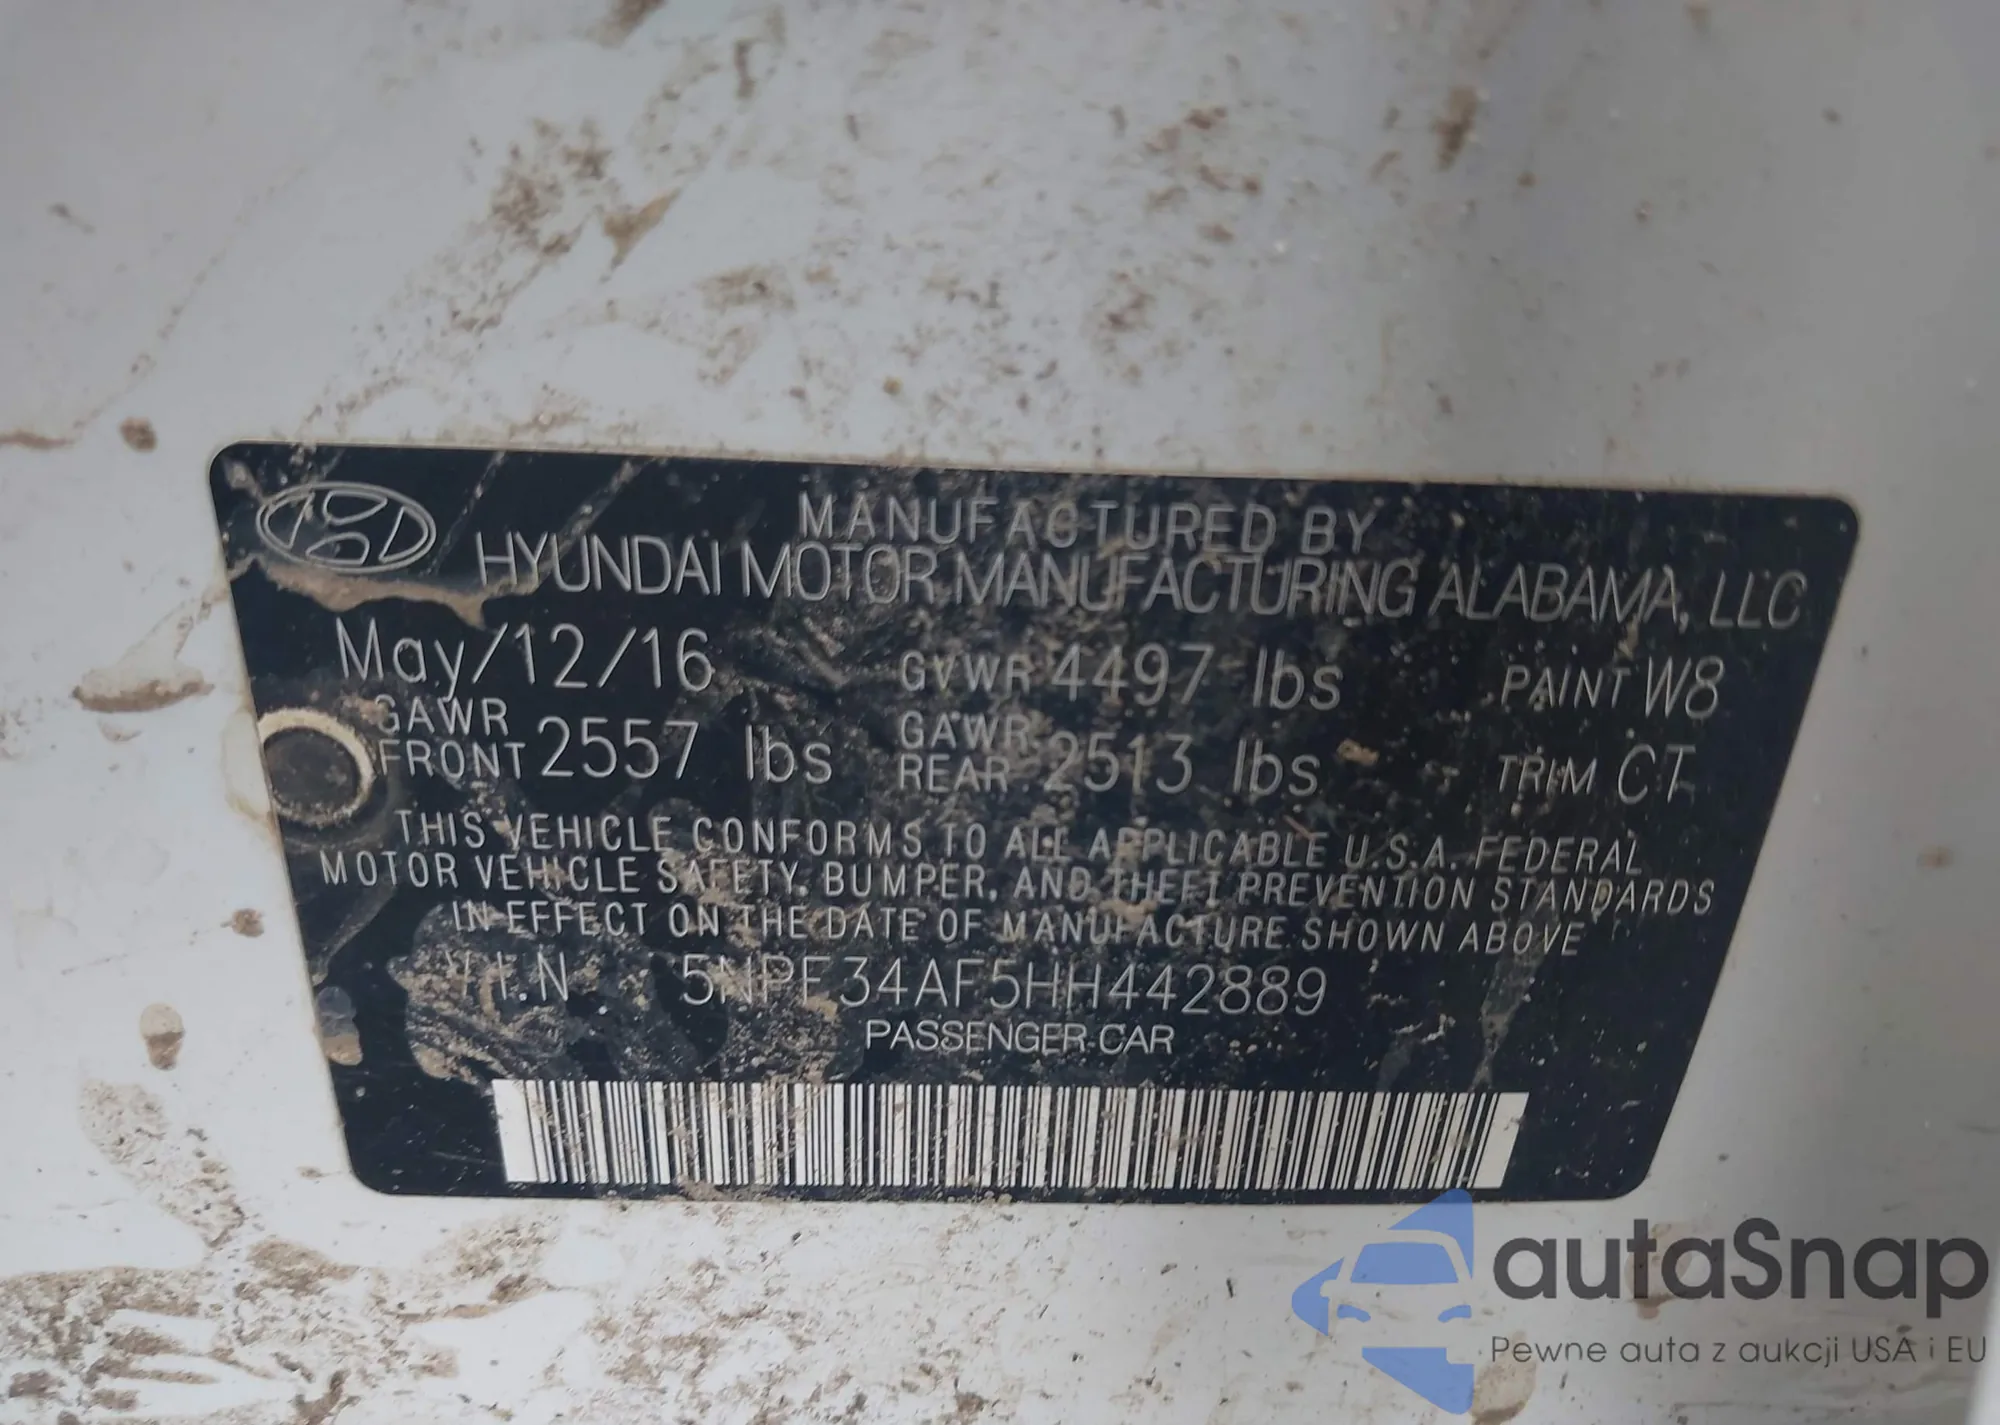 MANUFACTURED BY
HYUNDAI MOTOR MANUFACTURING ALABAMA, LLC
May/12/16 GVWR 4497 lbs PAINT W8
GAWR FRONT 2557 lbs GAWR REAR 2513 lbs TRIM CT
THIS VEHICLE CONFORMS TO ALL APPLICABLE U.S.A. FEDERAL
MOTOR VEHICLE SAFETY, BUMPER, AND THEFT PREVENTION STANDARDS
IN EFFECT ON THE DATE OF MANUFACTURE SHOWN ABOVE
V.I.N 5NPE34AF5HH442889
PASSENGER CAR
autaSnap
Pewne auta z aukcji USA i EU